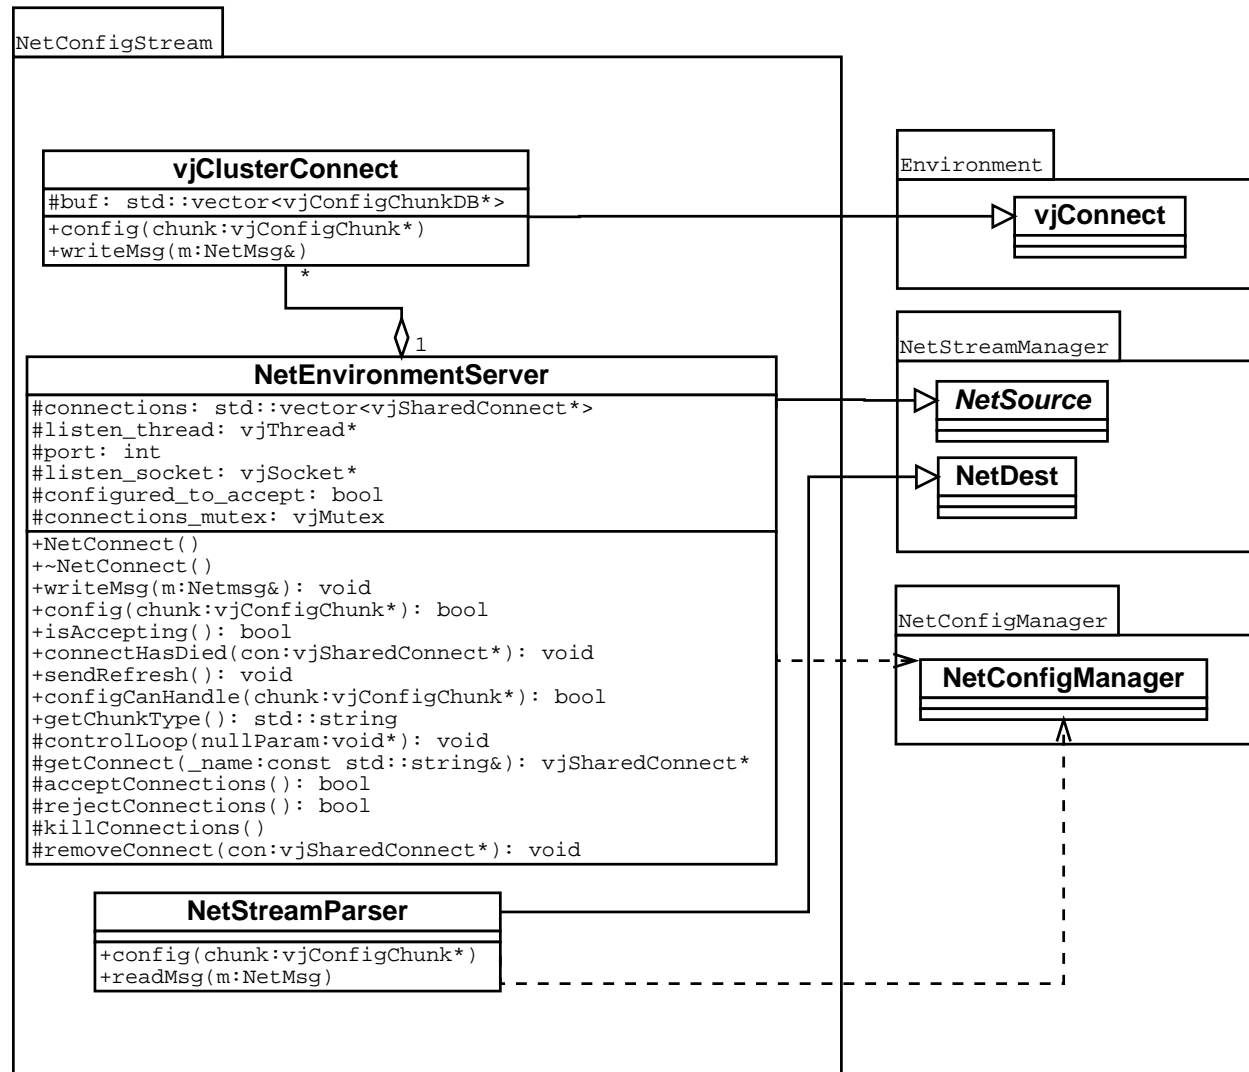 NetConfigStream
vjClusterConnect
#buf: std::vector<vjConfigChunkDB*>
+config(chunk:vjConfigChunk*)
+writeMsg(m:NetMsg&)
*
1
NetEnvironmentServer
#connections: std::vector<vjSharedConnect*>
#listen_thread: vjThread*
#port: int
#listen_socket: vjSocket*
#configured_to_accept: bool
#connections_mutex: vjMutex
+NetConnect()
+~NetConnect()
+writeMsg(m:Netmsg&): void
+config(chunk:vjConfigChunk*): bool
+isAccepting(): bool
+connectHasDied(con:vjSharedConnect*): void
+sendRefresh(): void
+configCanHandle(chunk:vjConfigChunk*): bool
+getChunkType(): std::string
#controlLoop(nullParam:void*): void
#getConnect(_name:const std::string&): vjSharedConnect*
#acceptConnections(): bool
#rejectConnections(): bool
#killConnections()
#removeConnect(con:vjSharedConnect*): void
NetStreamParser
+config(chunk:vjConfigChunk*)
+readMsg(m:NetMsg)
Environment
vjConnect
NetStreamManager
NetSource
NetDest
NetConfigManager
NetConfigManager